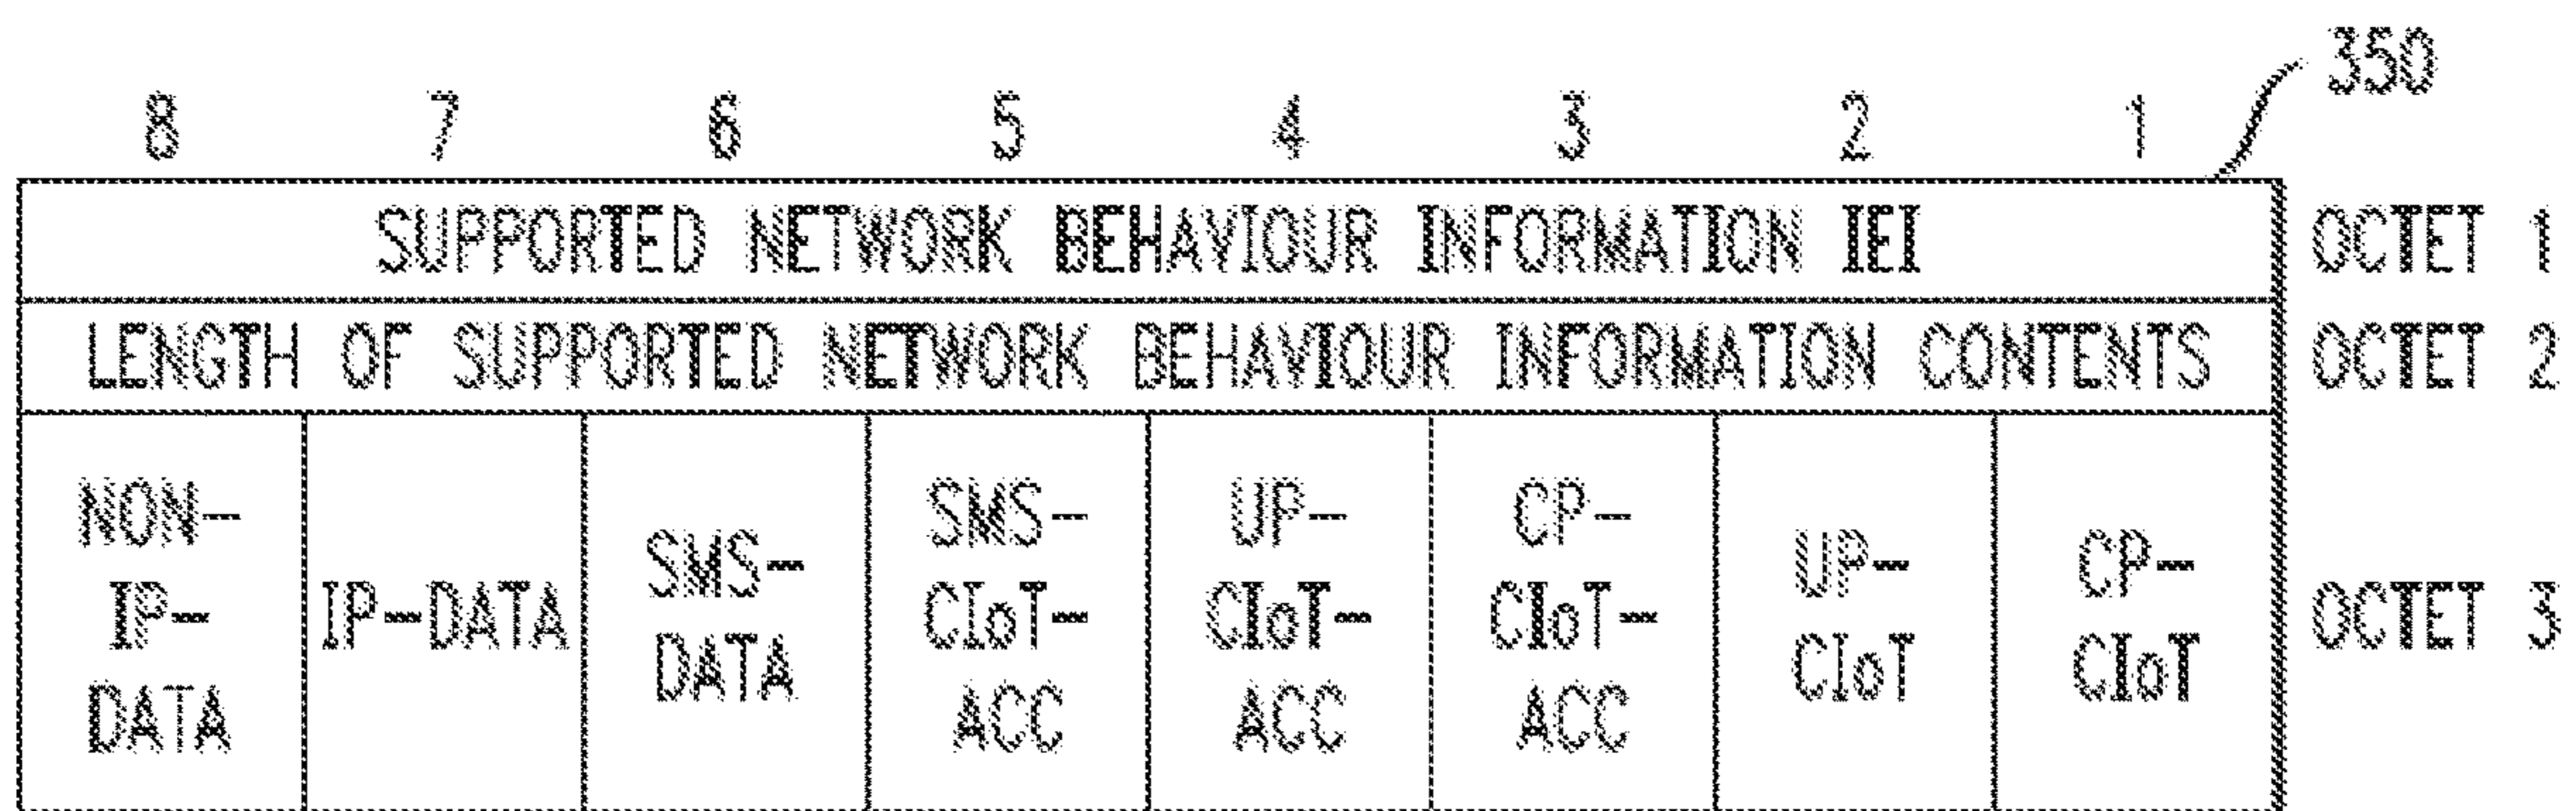 350
8 7 6 5 4 3 2 1
SUPPORTED NETWORK BEHAVIOUR INFORMATION IEI OCTET 1
LENGTH OF SUPPORTED NETWORK BEHAVIOUR INFORMATION CONTENTS OCTET 2
NON-
IP-
DATA
IP-DATA
SMS-
DATA
SMS-
CIoT-
ACC
UP-
CIoT-
ACC
CP-
CIoT-
ACC
UP-
CIoT
CP-
CIoT
OCTET 3